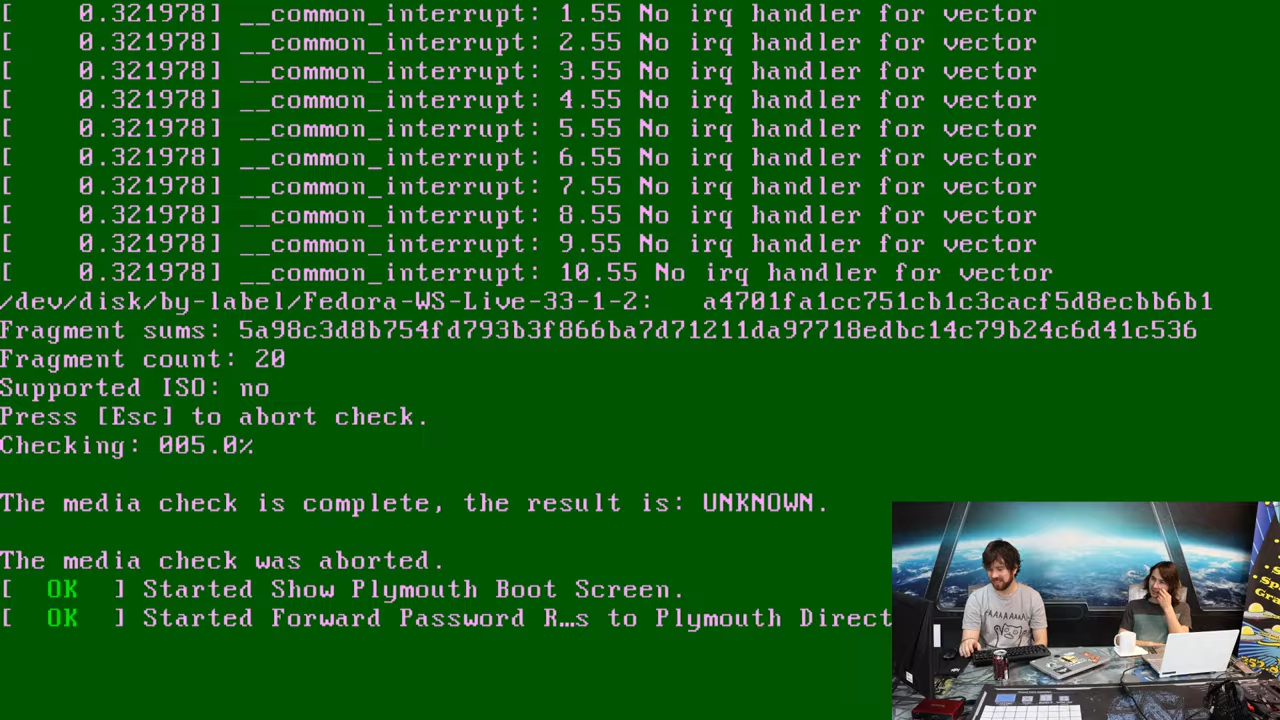 [    0.321978] __common_interrupt: 1.55 No irq handler for vector
[    0.321978] __common_interrupt: 2.55 No irq handler for vector
[    0.321978] __common_interrupt: 3.55 No irq handler for vector
[    0.321978] __common_interrupt: 4.55 No irq handler for vector
[    0.321978] __common_interrupt: 5.55 No irq handler for vector
[    0.321978] __common_interrupt: 6.55 No irq handler for vector
[    0.321978] __common_interrupt: 7.55 No irq handler for vector
[    0.321978] __common_interrupt: 8.55 No irq handler for vector
[    0.321978] __common_interrupt: 9.55 No irq handler for vector
[    0.321978] __common_interrupt: 10.55 No irq handler for vector
/dev/disk/by-label/Fedora-WS-Live-33-1-2:   a4701fa1cc751cb1c3cacf5d8ecbb6b1
Fragment sums: 5a98c3d8b754fd793b3f866ba7d71211da97718edbc14c79b24c6d41c536
Fragment count: 20
Supported ISO: no
Press [Esc] to abort check.
Checking: 005.0%
The media check is complete, the result is: UNKNOWN.
The media check was aborted.
[  OK  ] Started Show Plymouth Boot Screen.
[  OK  ] Started Forward Password R…s to Plymouth Direct
AAAAAAA